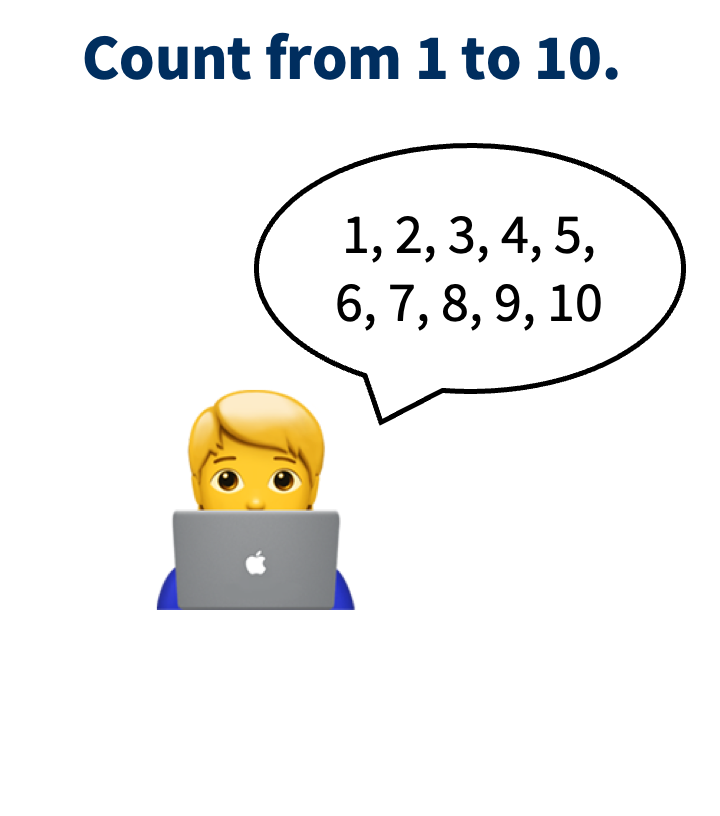 Count from 1 to 10.
1, 2, 3, 4, 5,
6, 7, 8, 9, 10